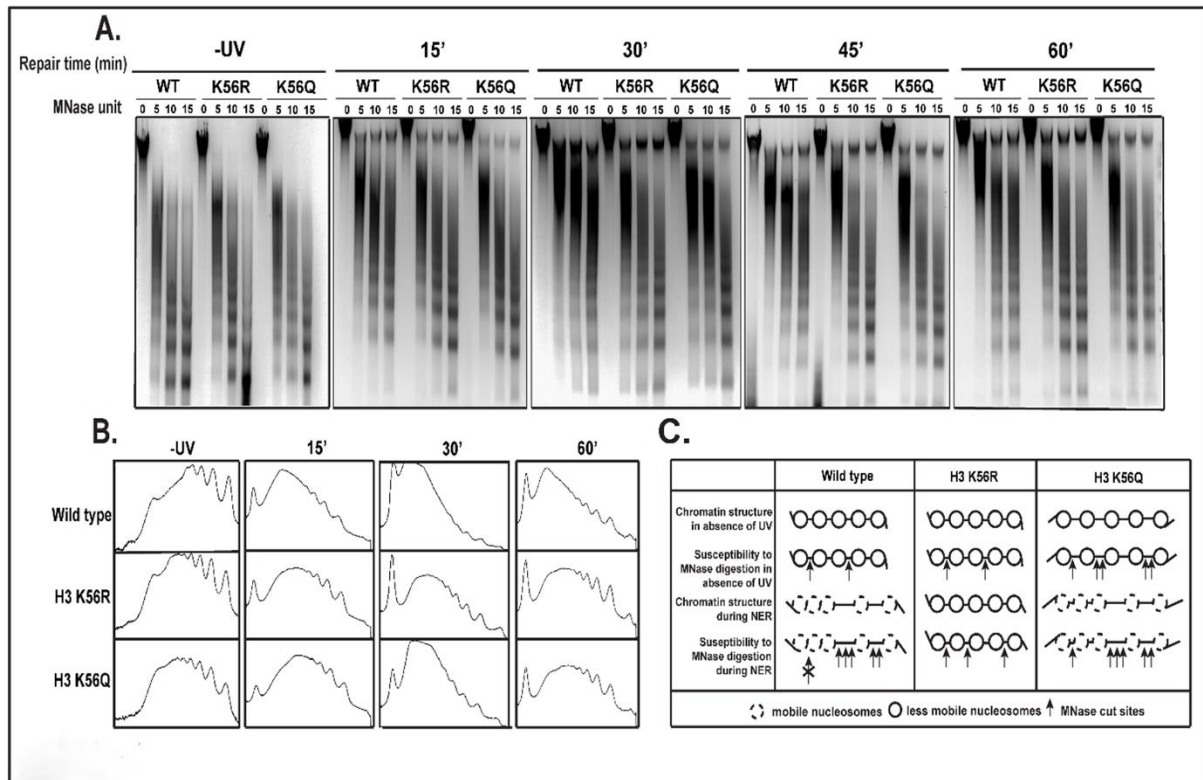 A.
-UV 15' 30' 45' 60'
Repair time (min)
WT K56R K56Q WT K56R K56Q WT K56R K56Q WT K56R K56Q WT K56R K56Q
MNase unit
0 5 10 15 0 5 10 15 0 5 10 15 0 5 10 15 0 5 10 15 0 5 10 15 0 5 10 15 0 5 10 15 0 5 10 15 0 5 10 15 0 5 10 15 0 5 10 15 0 5 10 15 0 5 10 15 0 5 10 15
B.
-UV 15' 30' 60'
Wild type
H3 K56R
H3 K56Q
C.
Wild type H3 K56R H3 K56Q
Chromatin structure
in absence of UV
Susceptibility to
MNase digestion in
absence of UV
Chromatin structure
during NER
Susceptibility to
MNase digestion
during NER
mobile nucleosomes less mobile nucleosomes MNase cut sites